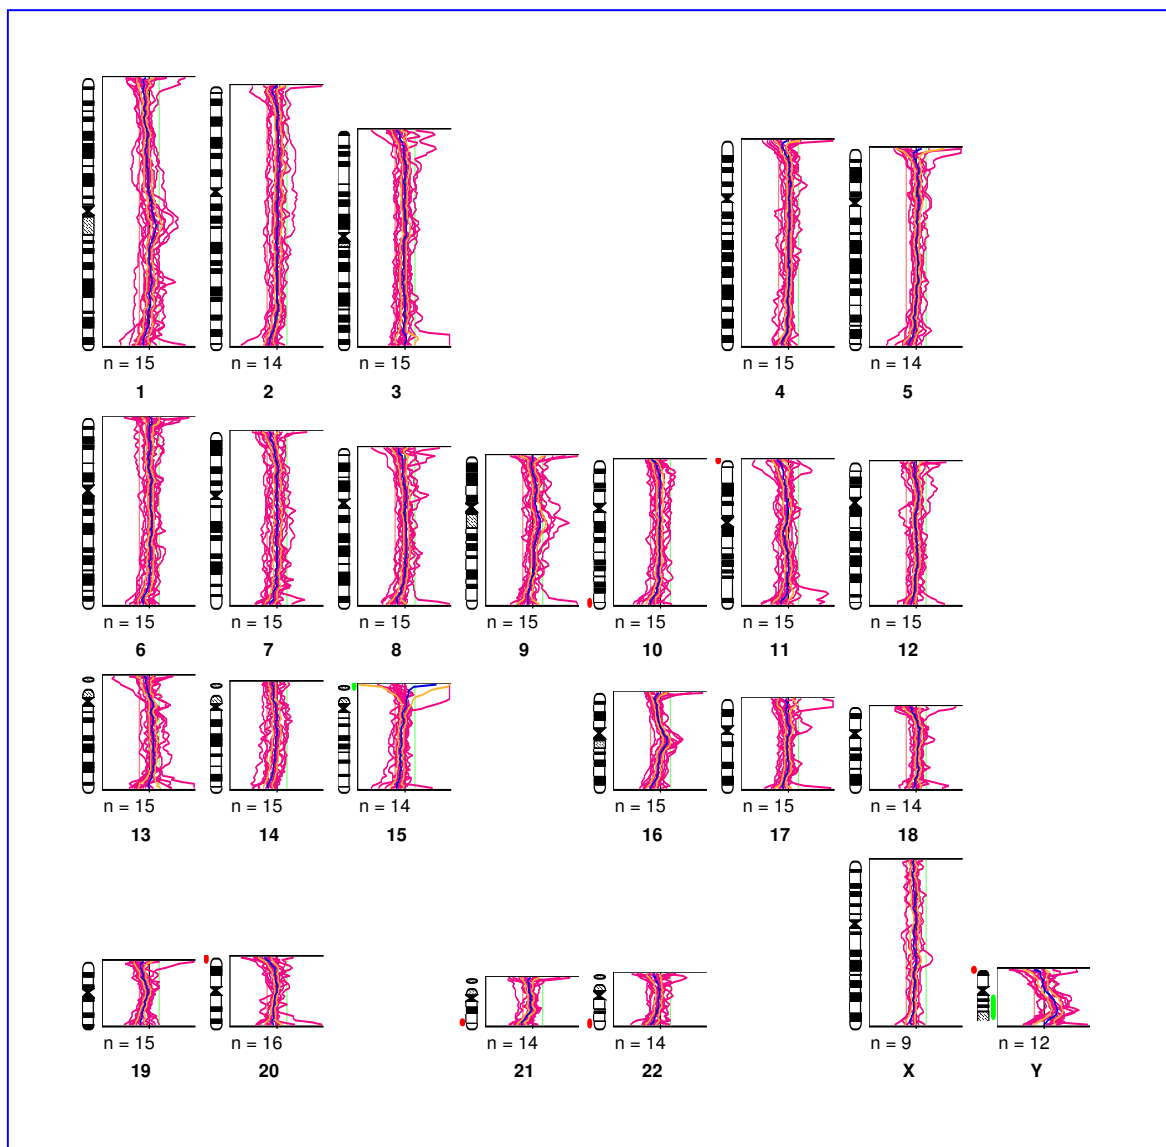 n = 15 n = 14 n = 15 n = 15 n = 14
1 2 3 4 5
n = 15 n = 15 n = 15 n = 15 n = 15 n = 15 n = 15
6 7 8 9 10 11 12
n = 15 n = 15 n = 14 n = 15 n = 15 n = 14
13 14 15 16 17 18
n = 15 n = 16 n = 14 n = 14 n = 9 n = 12
19 20 21 22 X Y